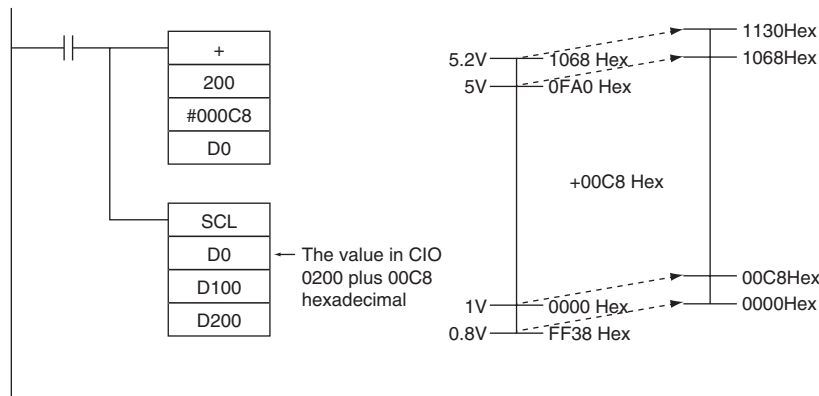 +
200
#000C8
D0
SCL
D0
D100
D200
The value in CIO
0200 plus 00C8
hexadecimal
1130Hex
5.2V 1068 Hex 1068Hex
5V 0FA0 Hex
+00C8 Hex
00C8Hex
1V 0000 Hex 0000Hex
0.8V FF38 Hex